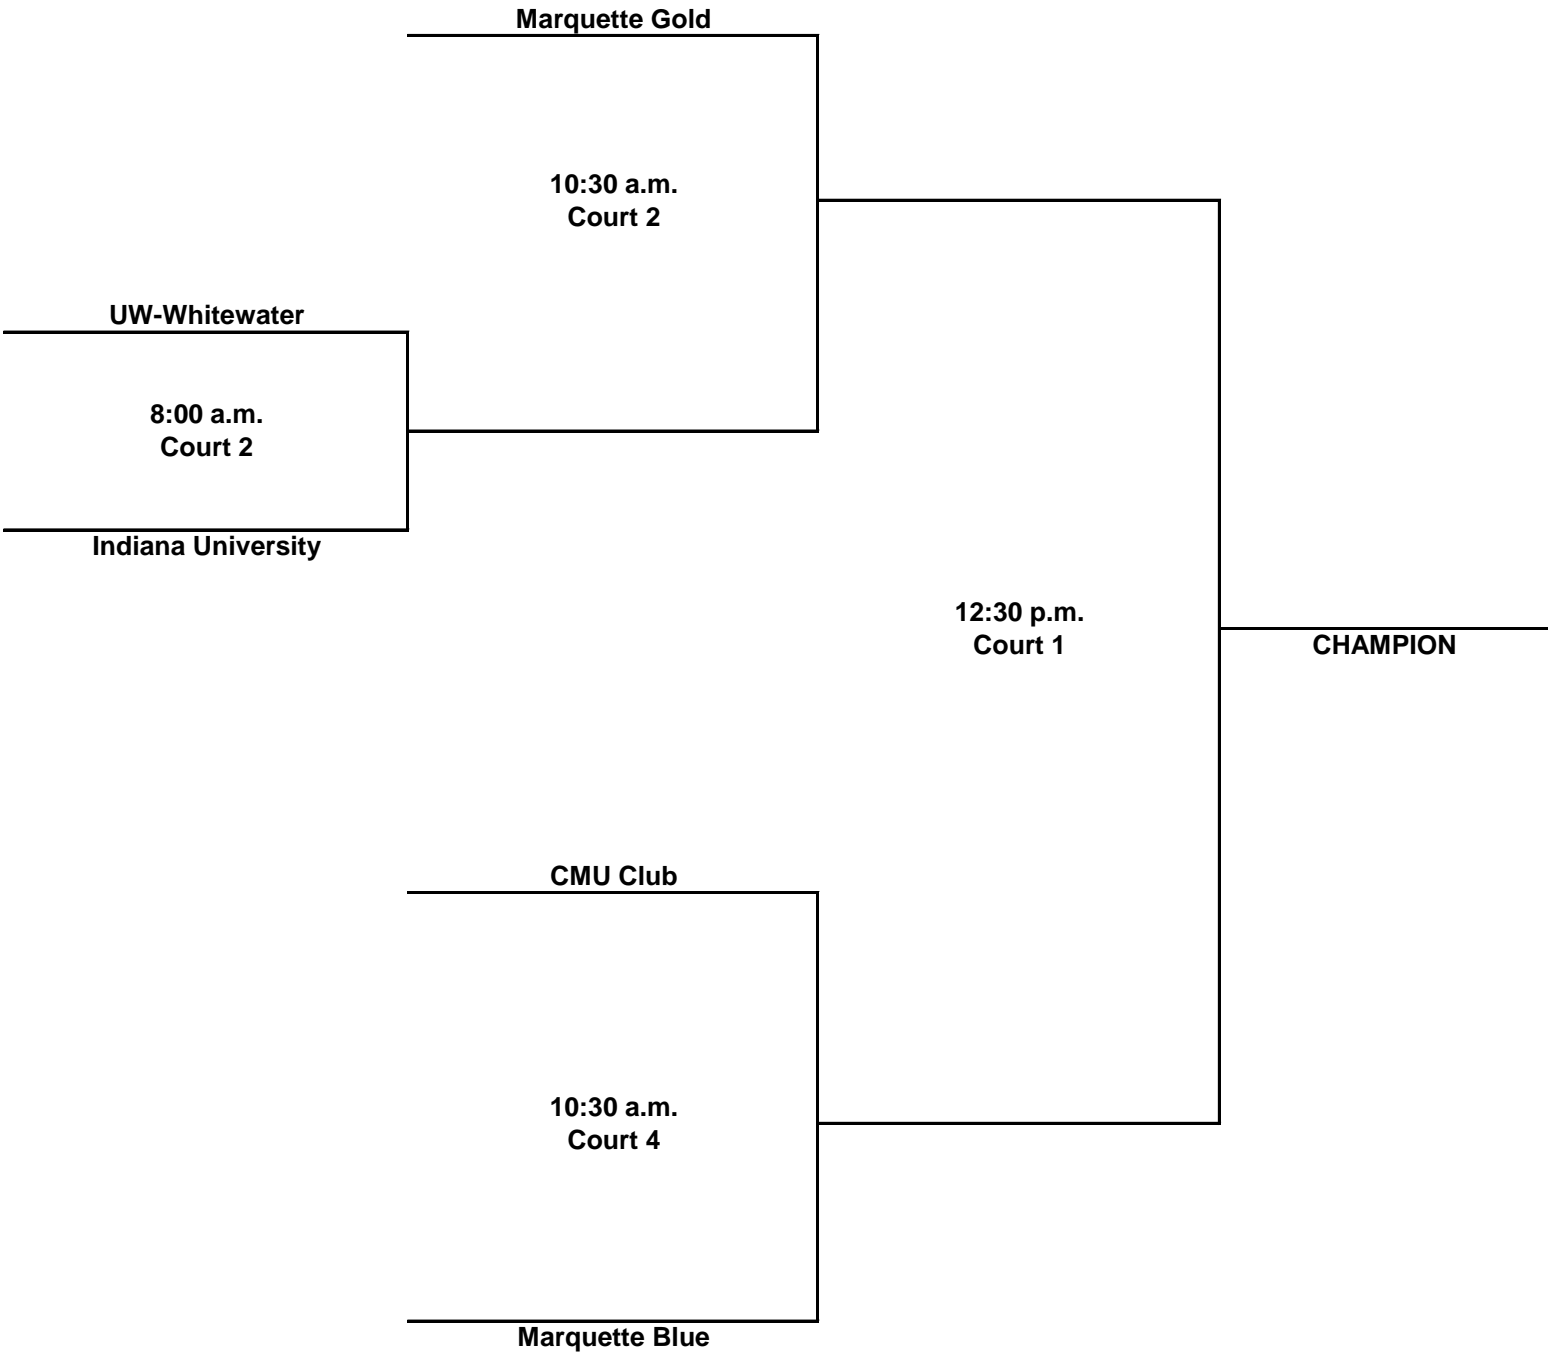 Marquette Gold
10:30 a.m.
Court 2
UW-Whitewater
8:00 a.m.
Court 2
Indiana University
12:30 p.m.
Court 1
CHAMPION
CMU Club
10:30 a.m.
Court 4
Marquette Blue